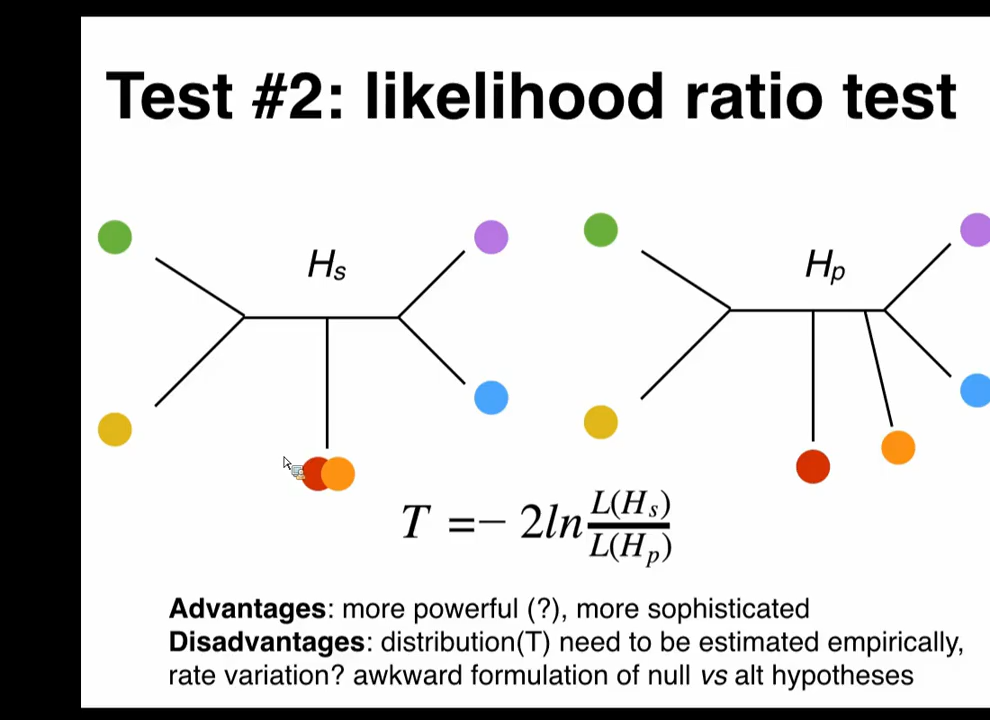 Test #2: likelihood ratio test
Hs
Hp
T =− 2ln L(Hs)
L(Hp)
Advantages: more powerful (?), more sophisticated
Disadvantages: distribution(T) need to be estimated empirically,
rate variation? awkward formulation of null vs alt hypotheses